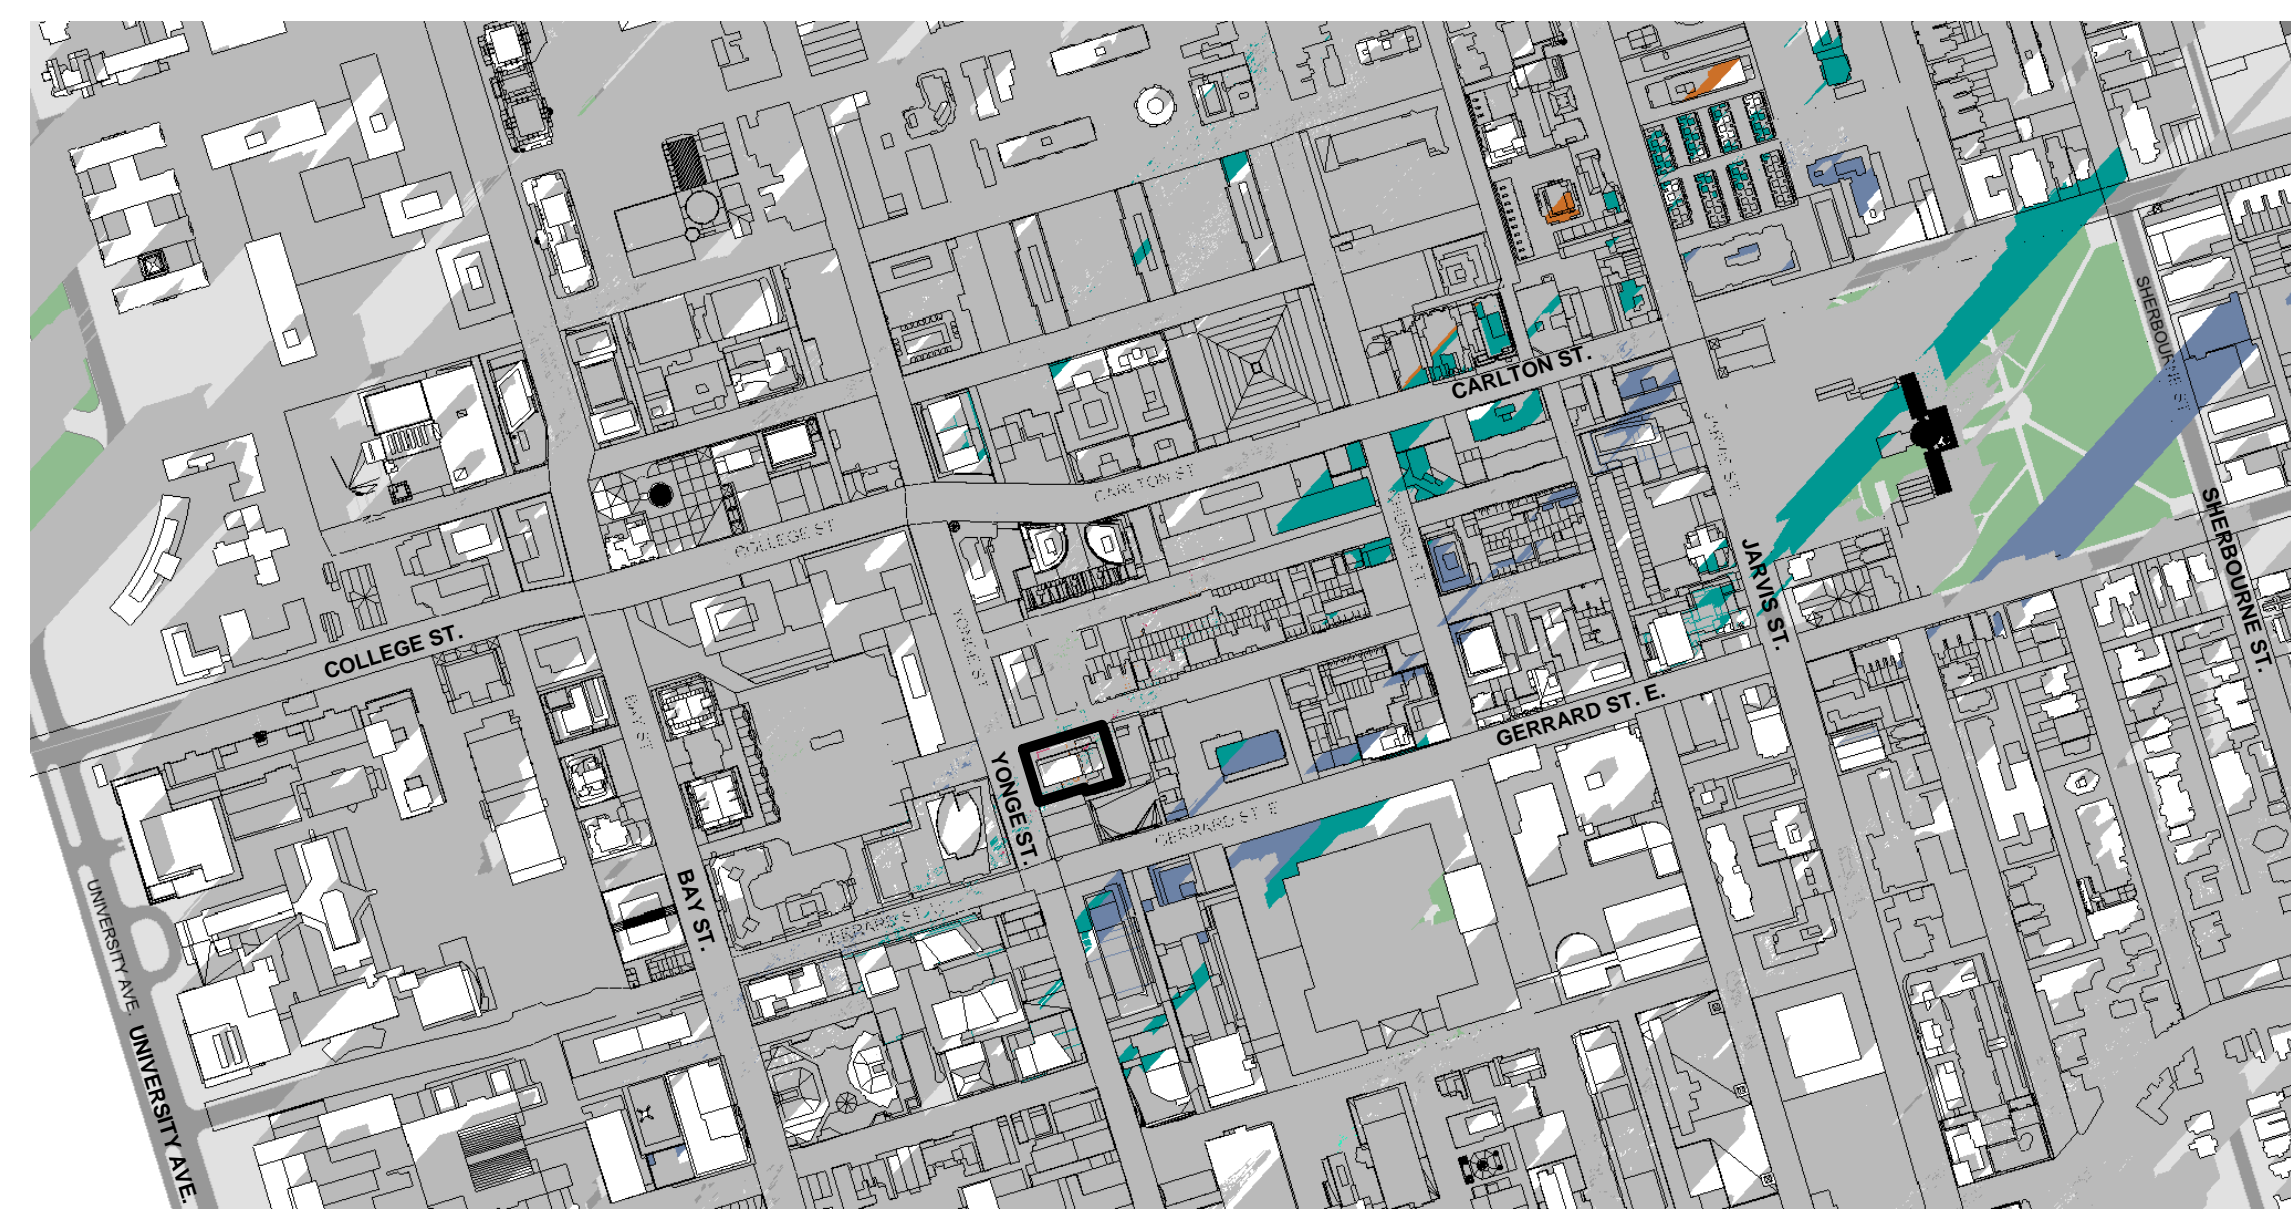 CARLTON ST.
SHERBOURNE ST.
CARLTON ST
COLLEGE ST
SHERBOURNE ST.
JARVIS ST.
COLLEGE ST.
YONGE ST
BAY ST
GERRARD ST. E.
YONGE ST.
GERRARD ST E
BAY ST.
UNIVERSITY AVE.
UNIVERSITY AVE.